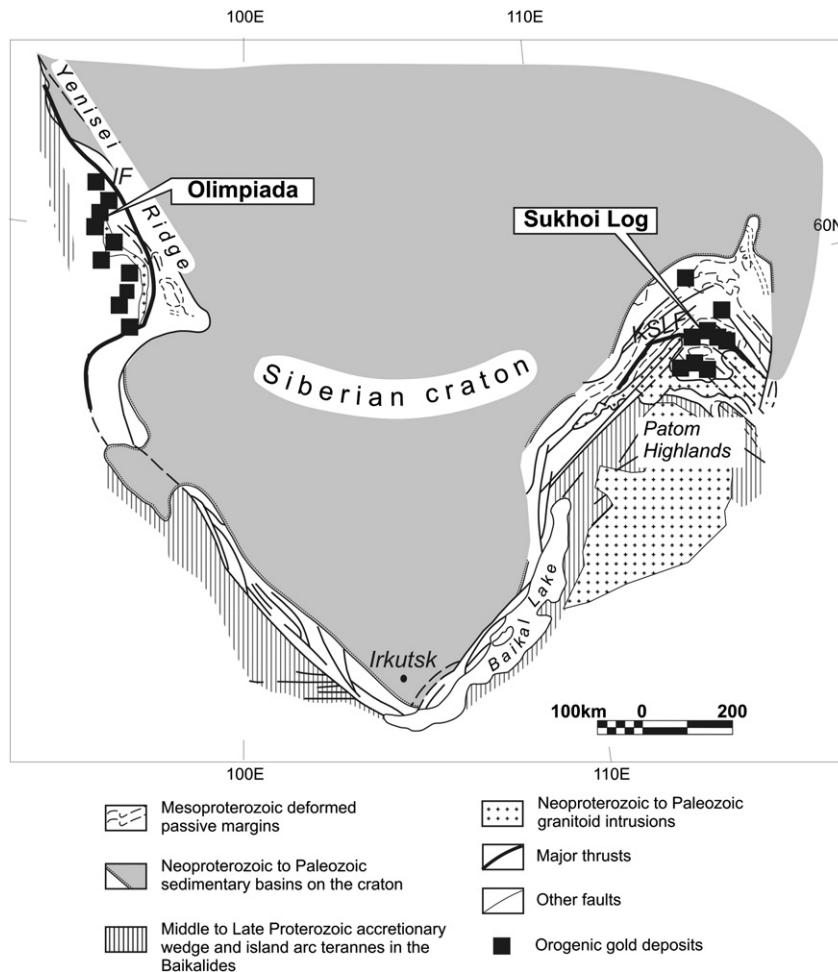 100E
110E
Yenisei
Ridge
IF
Olimpiada
Sukhoi Log
60N
KSLF
Siberian craton
Patom
Highlands
Baikal Lake
Irkutsk
100km 0 200
100E
110E
Mesoproterozoic deformed
passive margins
Neoproterozoic to Paleozoic
sedimentary basins on the craton
Middle to Late Proterozoic accretionary
wedge and island arc terannes in the
Baikalides
Neoproterozoic to Paleozoic
granitoid intrusions
Major thrusts
Other faults
Orogenic gold deposits